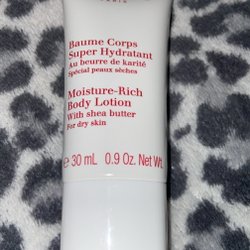 Baume Corps
Super Hydratant
Au beurre de karité
Spécial peaux sèches
Moisture-Rich
Body Lotion
With shea butter
For dry skin
e 30 mL 0.9 Oz. Net Wt.